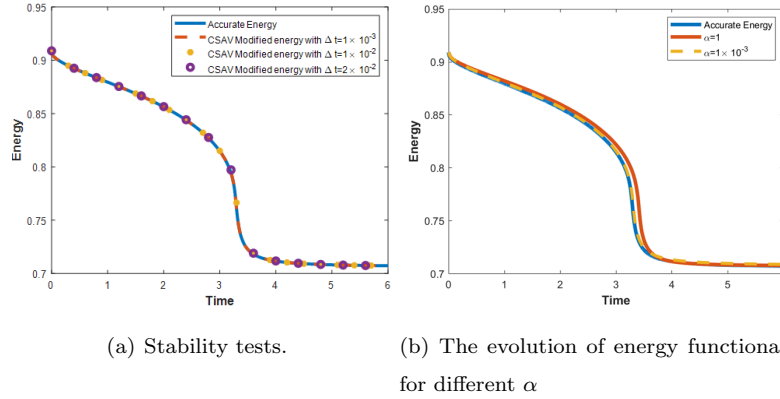 0.95
0.9
0.85
0.8
0.75
0.7
Energy
0 1 2 3 4 5 6
Time
Accurate Energy
CSAV Modified energy with Δ t=1× 10⁻³
CSAV Modified energy with Δ t=1× 10⁻²
CSAV Modified energy with Δ t=2× 10⁻²
(a) Stability tests.
0.95
0.9
0.85
0.8
0.75
0.7
Energy
0 1 2 3 4 5
Time
Accurate Energy
α=1
α=1× 10⁻³
(b) The evolution of energy functiona
for different α